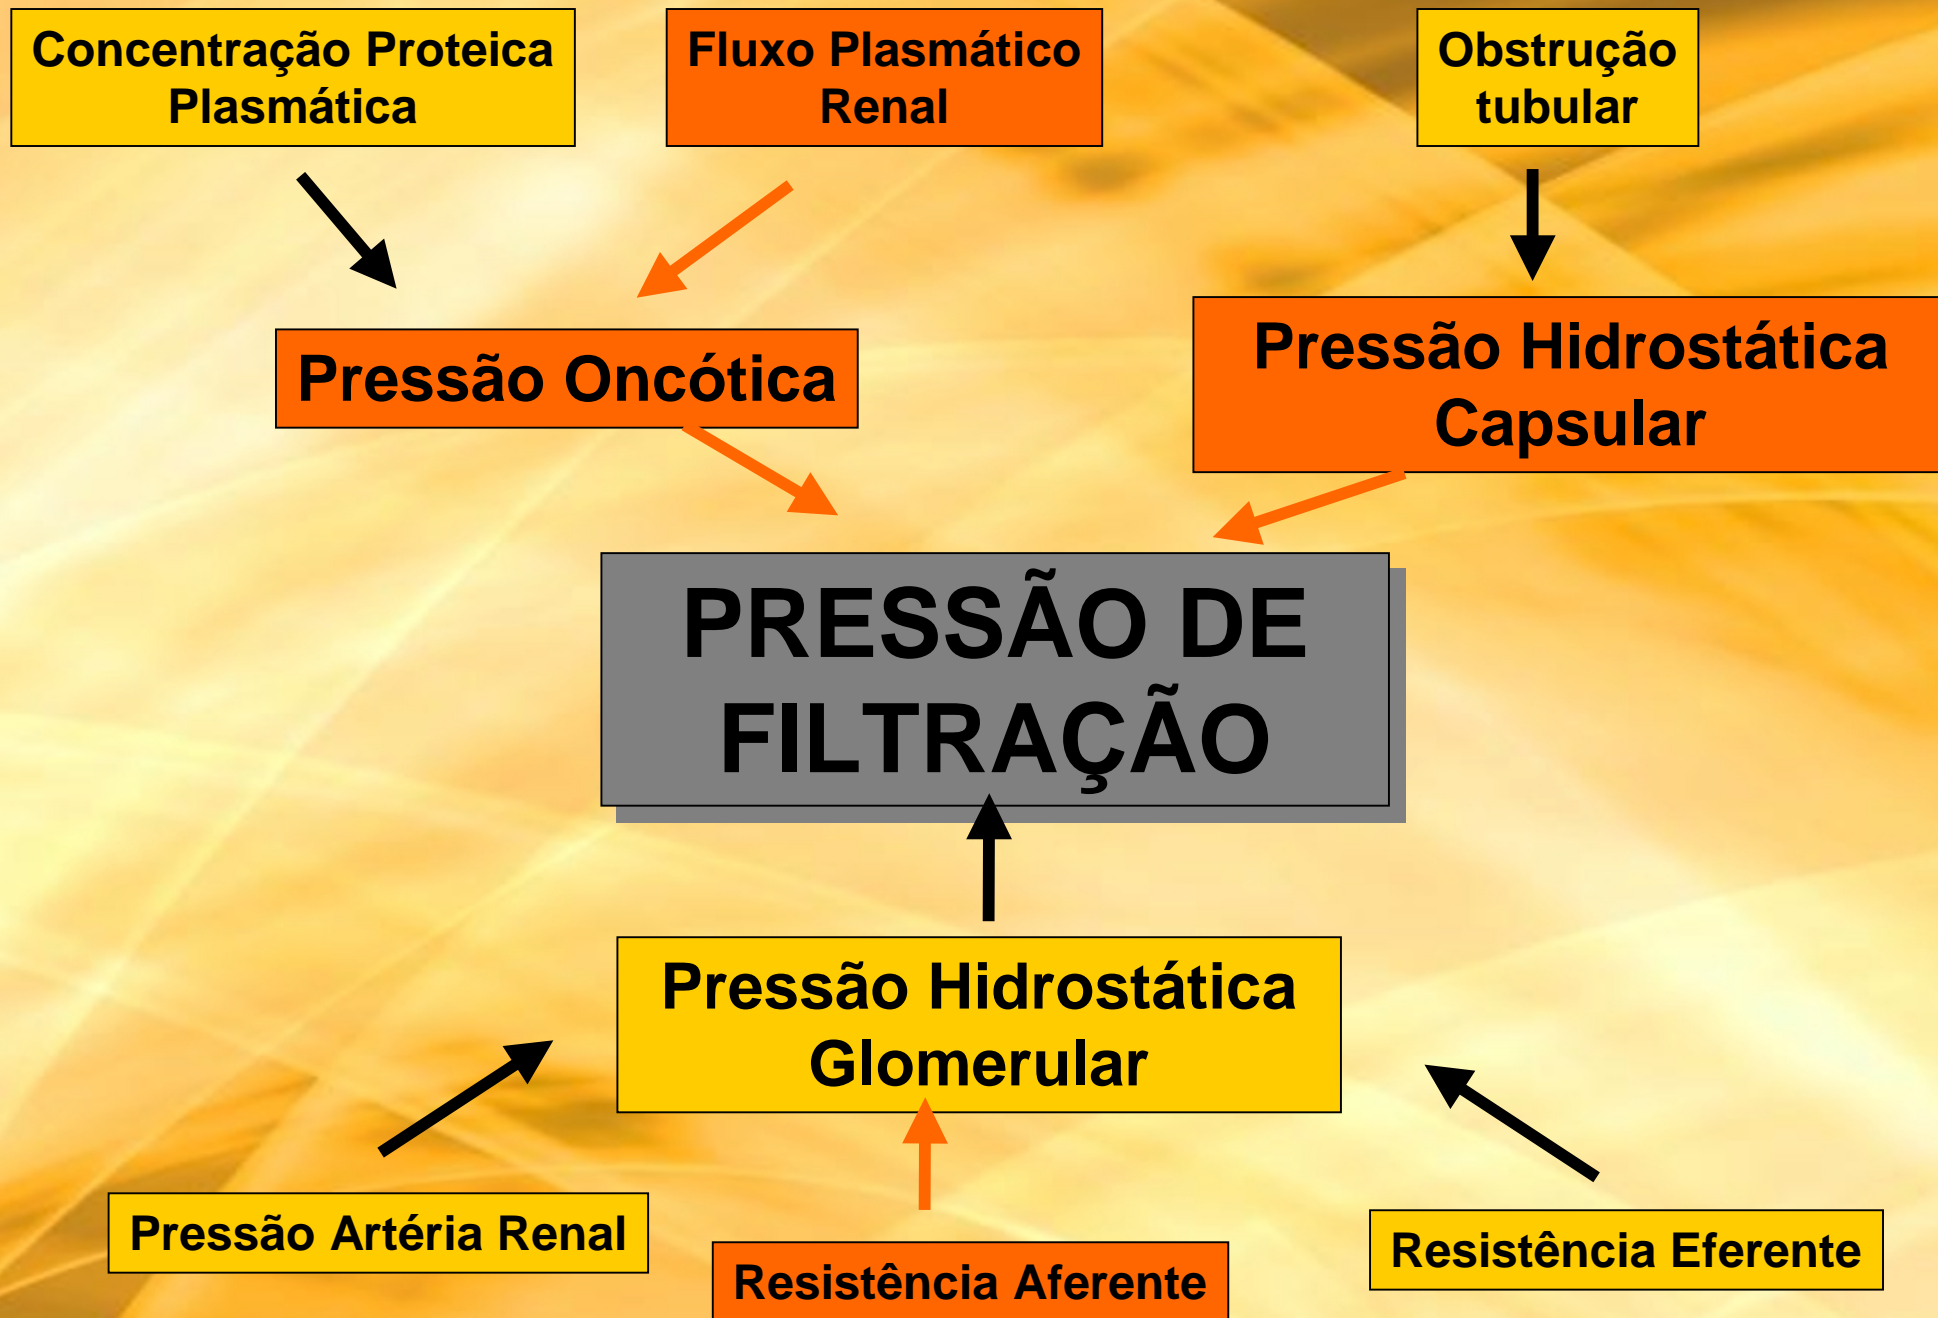 Concentração Proteica
Plasmática
Fluxo Plasmático
Renal
Obstrução
tubular
Pressão Oncótica
Pressão Hidrostática
Capsular
PRESSÃO DE
FILTRAÇÃO
Pressão Hidrostática
Glomerular
Pressão Artéria Renal
Resistência Aferente
Resistência Eferente